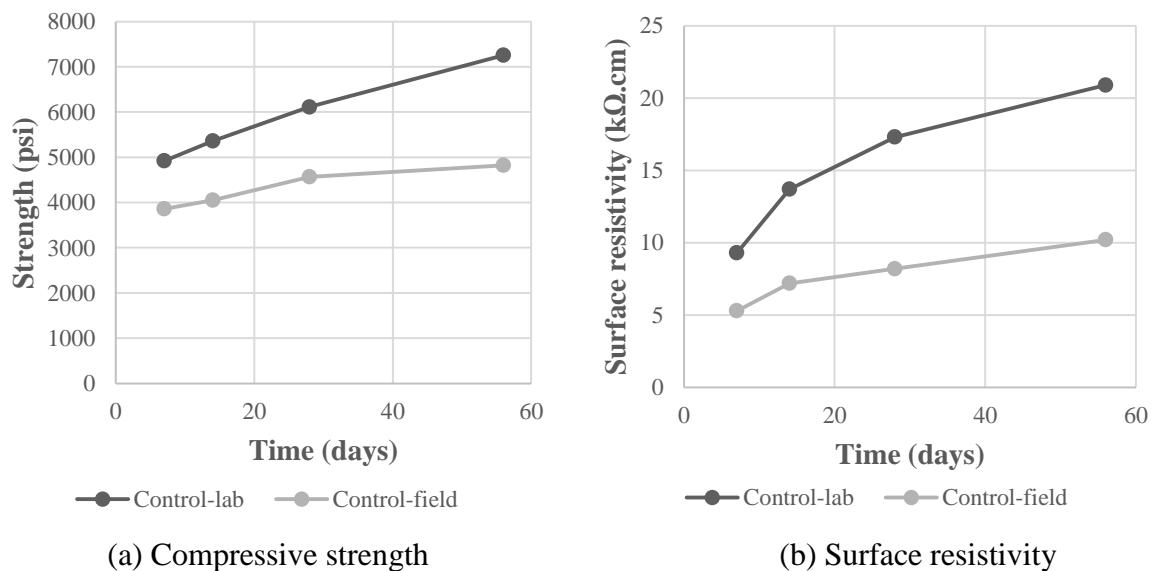 8000
7000
6000
5000
4000
3000
2000
1000
0
0 20 40 60
Strength (psi)
Time (days)
Control-lab Control-field
(a) Compressive strength
25
20
15
10
5
0
0 20 40 60
Surface resistivity (kΩ.cm)
Time (days)
Control-lab Control-field
(b) Surface resistivity